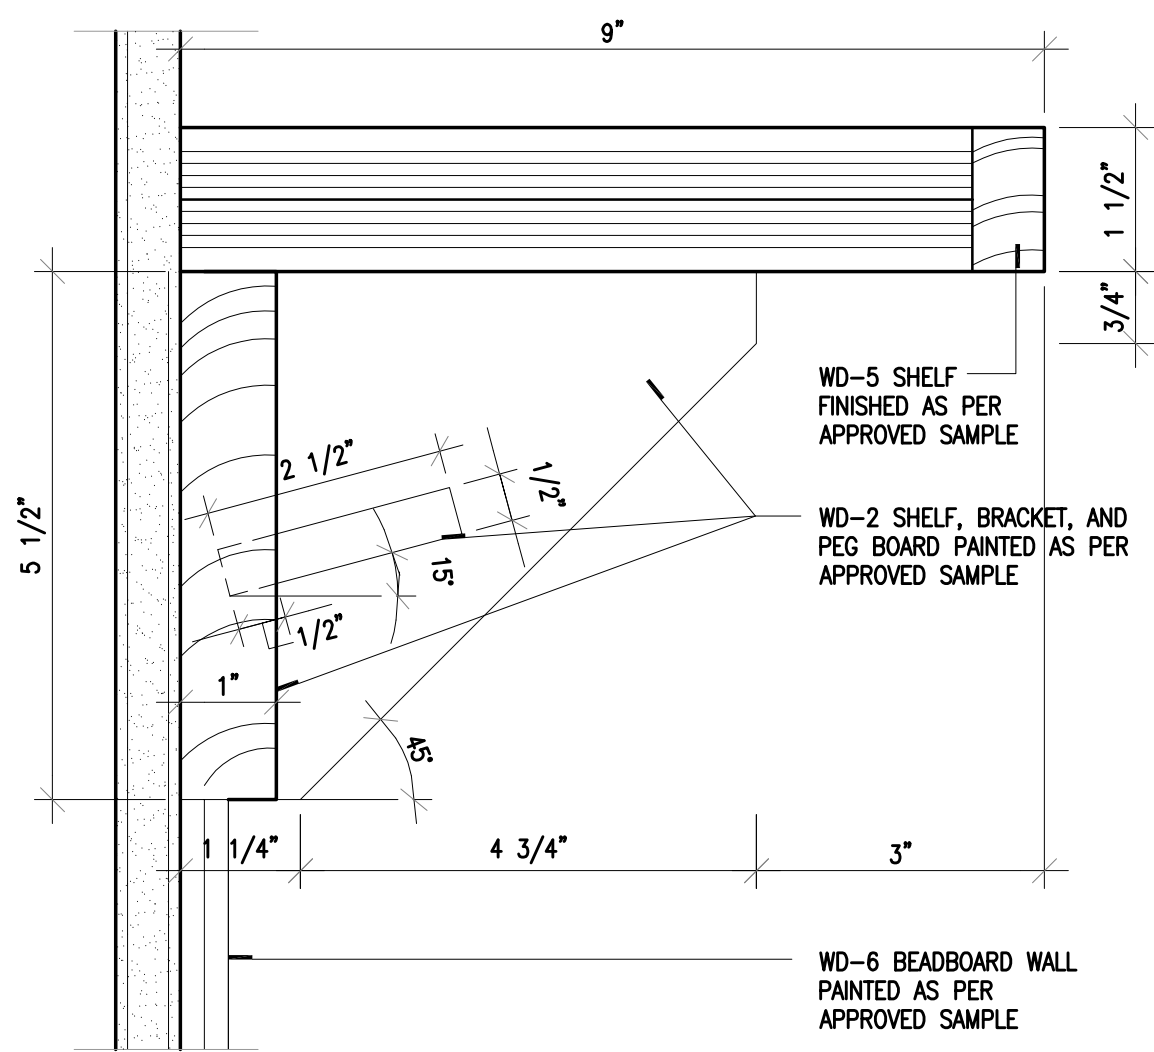 9"
1 1/2"
3/4"
WD-5 SHELF
FINISHED AS PER
APPROVED SAMPLE
2 1/2"
1/2"
5 1/2"
WD-2 SHELF, BRACKET, AND
PEG BOARD PAINTED AS PER
APPROVED SAMPLE
15°
1/2"
1"
45°
1 1/4"
4 3/4"
3"
WD-6 BEADBOARD WALL
PAINTED AS PER
APPROVED SAMPLE